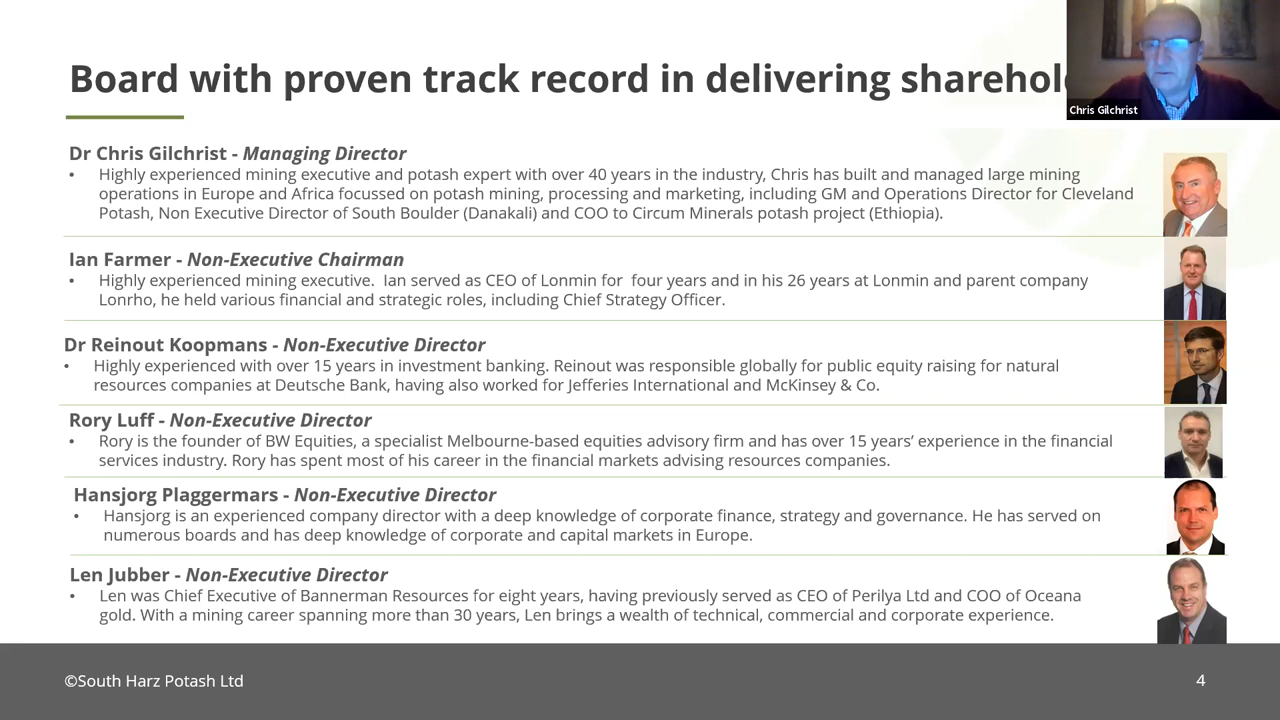 Board with proven track record in delivering
Chris Gilchrist
Dr Chris Gilchrist - Managing Director
• Highly experienced mining executive and potash expert with over 40 years in the industry, Chris has built and managed large mining
operations in Europe and Africa focussed on potash mining, processing and marketing, including GM and Operations Director for Cleveland
Potash, Non Executive Director of South Boulder (Danakali) and COO to Circum Minerals potash project (Ethiopia).
Ian Farmer - Non-Executive Chairman
• Highly experienced mining executive. Ian served as CEO of Lonmin for four years and in his 26 years at Lonmin and parent company
Lonrho, he held various financial and strategic roles, including Chief Strategy Officer.
Dr Reinout Koopmans - Non-Executive Director
• Highly experienced with over 15 years in investment banking. Reinout was responsible globally for public equity raising for natural
resources companies at Deutsche Bank, having also worked for Jefferies International and McKinsey & Co.
Rory Luff - Non-Executive Director
• Rory is the founder of BW Equities, a specialist Melbourne-based equities advisory firm and has over 15 years’ experience in the financial
services industry. Rory has spent most of his career in the financial markets advising resources companies.
Hansjorg Plaggermars - Non-Executive Director
• Hansjorg is an experienced company director with a deep knowledge of corporate finance, strategy and governance. He has served on
numerous boards and has deep knowledge of corporate and capital markets in Europe.
Len Jubber - Non-Executive Director
• Len was Chief Executive of Bannerman Resources for eight years, having previously served as CEO of Perilya Ltd and COO of Oceana
gold. With a mining career spanning more than 30 years, Len brings a wealth of technical, commercial and corporate experience.
©South Harz Potash Ltd
4